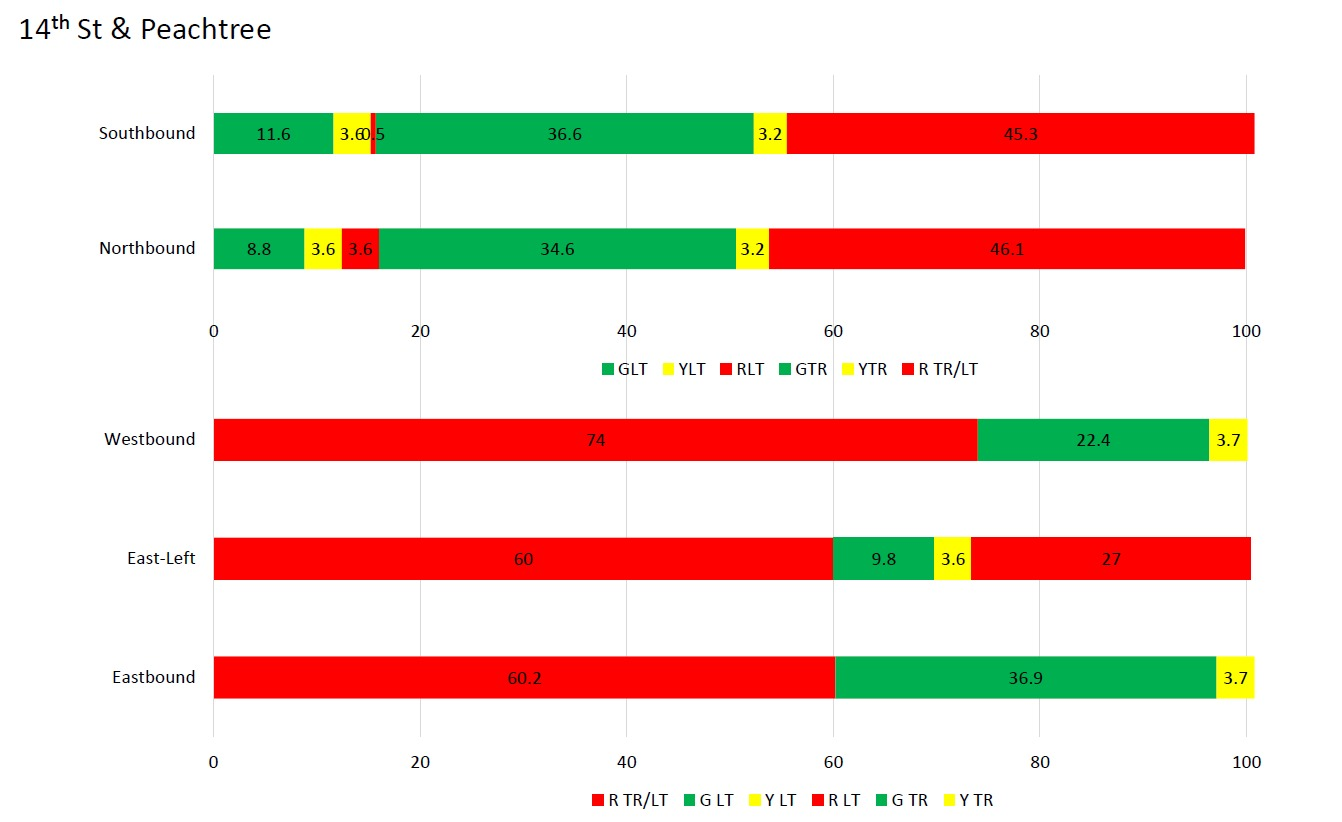 14th St & Peachtree
Southbound 11.6 3.6 0.5 36.6 3.2 45.3
Northbound 8.8 3.6 3.6 34.6 3.2 46.1
0 20 40 60 80 100
GLT YLT RLT GTR YTR R TR/LT
Westbound 74 22.4 3.7
East-Left 60 9.8 3.6 27
Eastbound 60.2 36.9 3.7
0 20 40 60 80 100
R TR/LT G LT Y LT R LT G TR Y TR